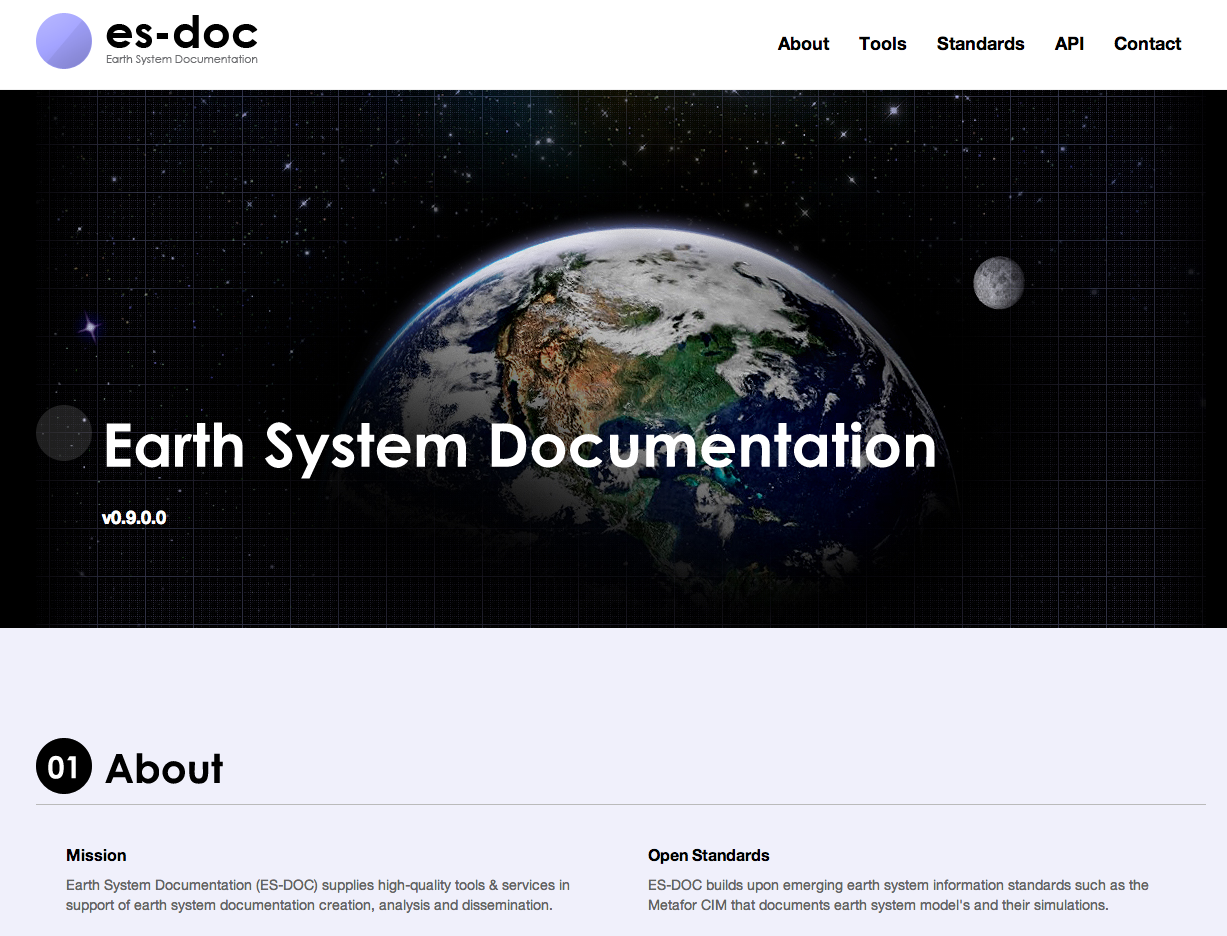 es-doc
Earth System Documentation
About
Tools
Standards
API
Contact
Earth System Documentation
v0.9.0.0
01 About
Mission
Earth System Documentation (ES-DOC) supplies high-quality tools & services in
support of earth system documentation creation, analysis and dissemination.
Open Standards
ES-DOC builds upon emerging earth system information standards such as the
Metafor CIM that documents earth system model's and their simulations.